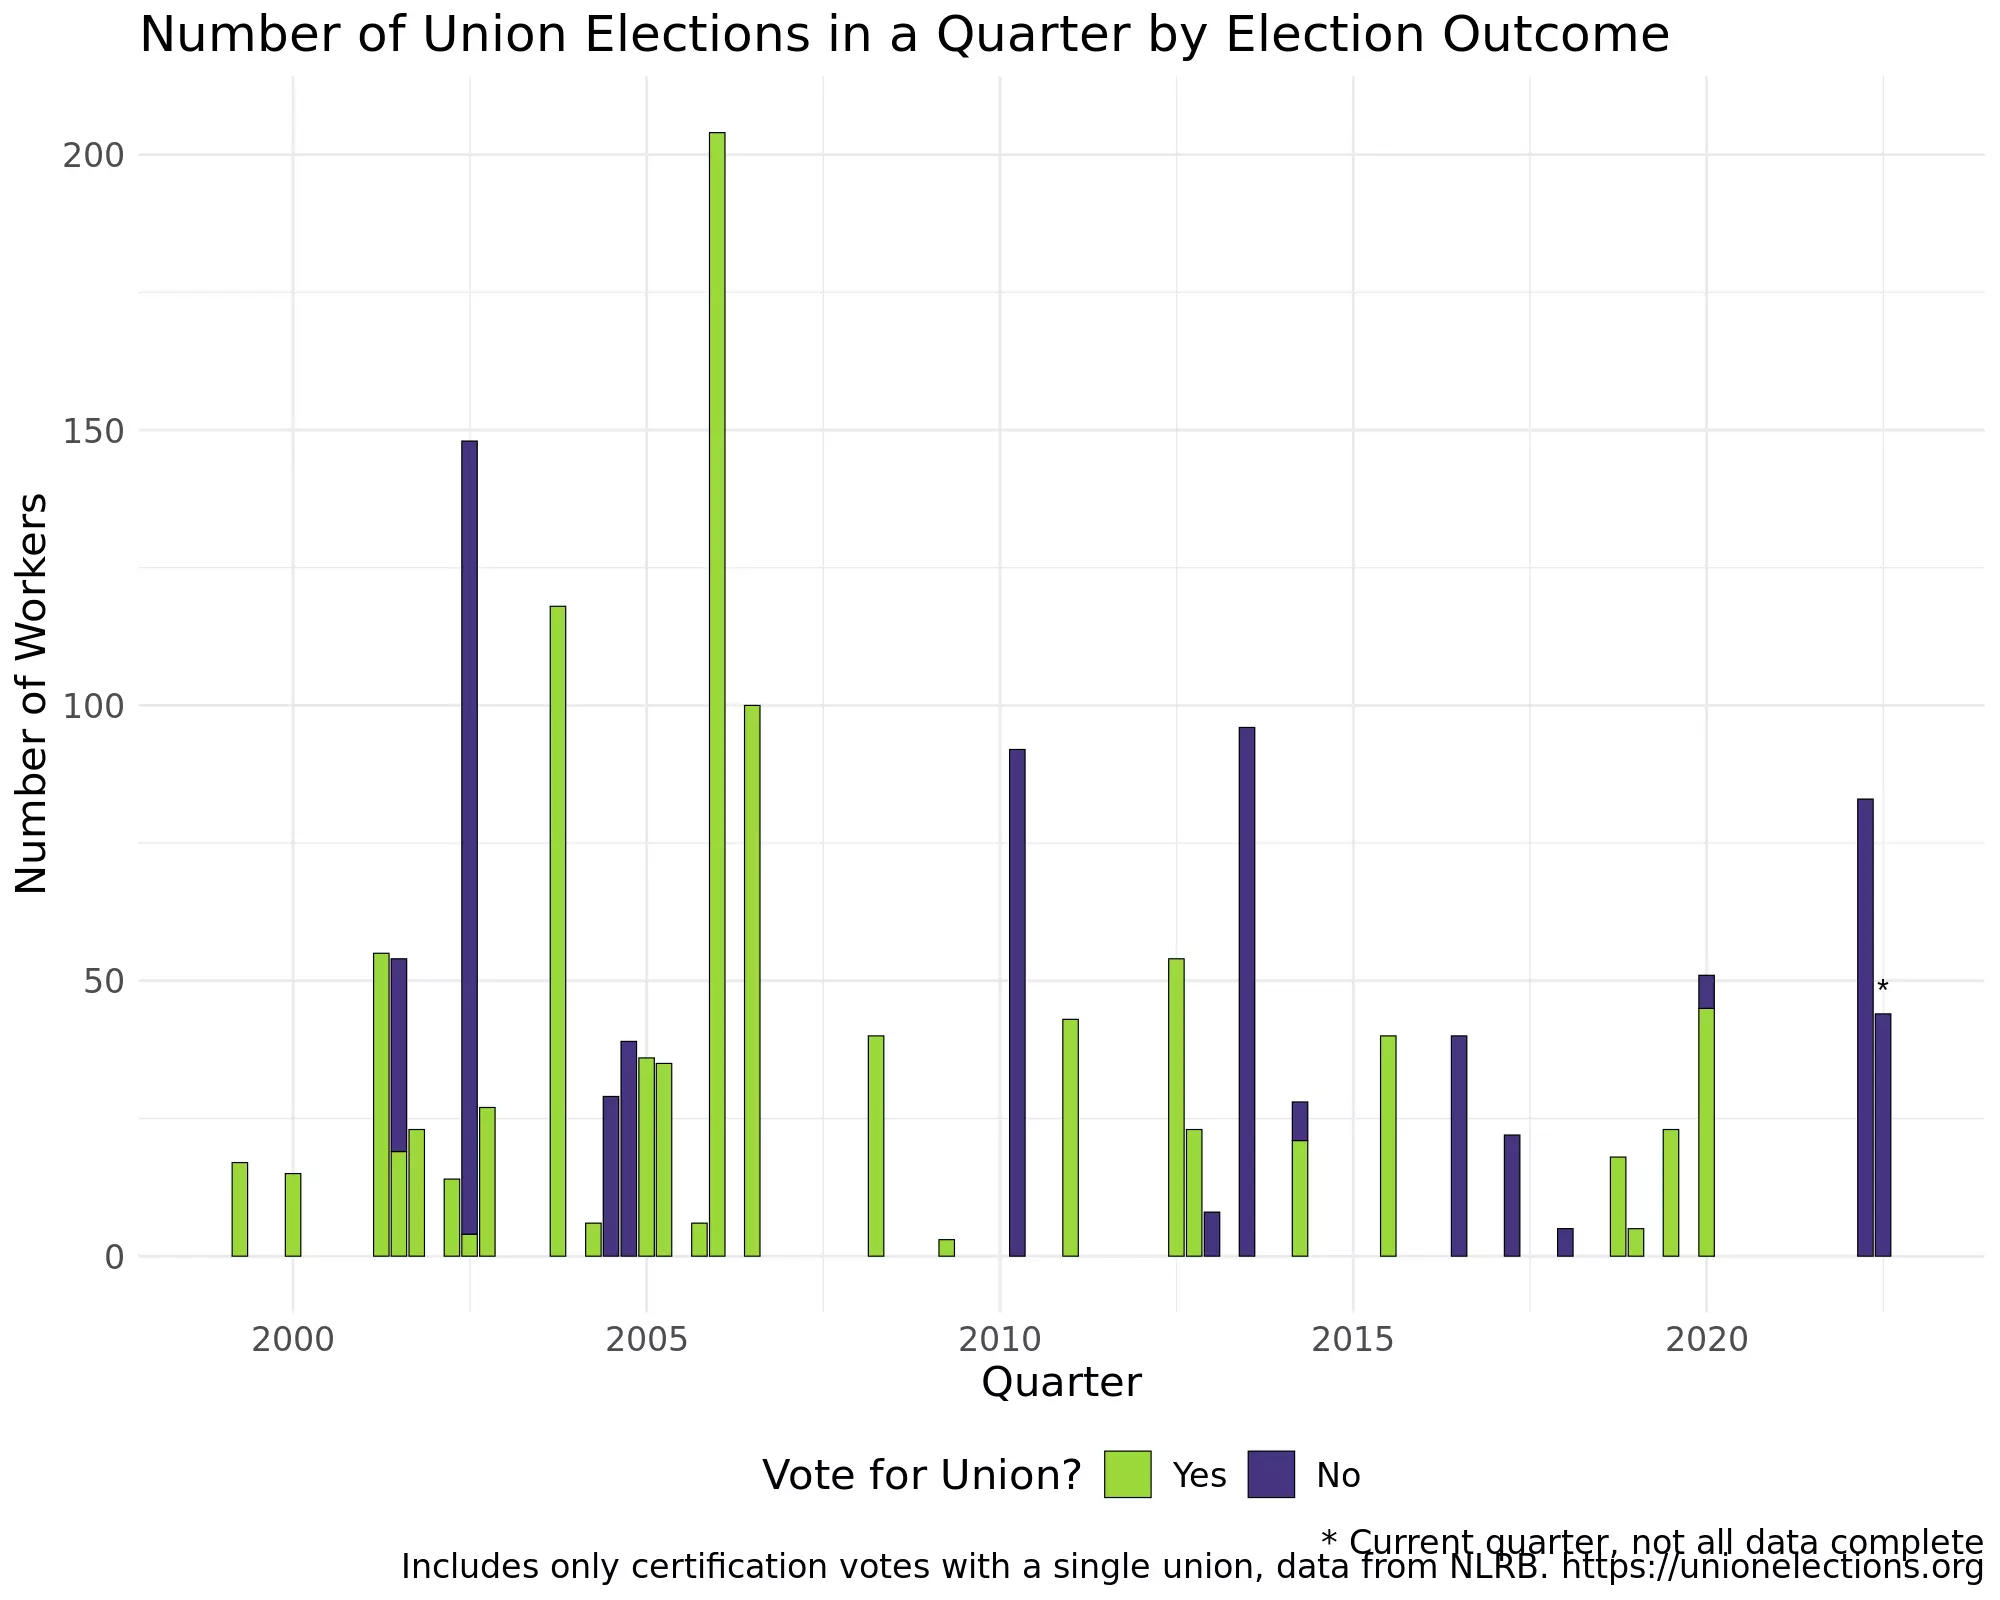 Number of Union Elections in a Quarter by Election Outcome
Number of Workers
200
150
100
50
0
*
2000 2005 2010 2015 2020
Quarter
Vote for Union? Yes No
* Current quarter, not all data complete
Includes only certification votes with a single union, data from NLRB. https://unionelections.org